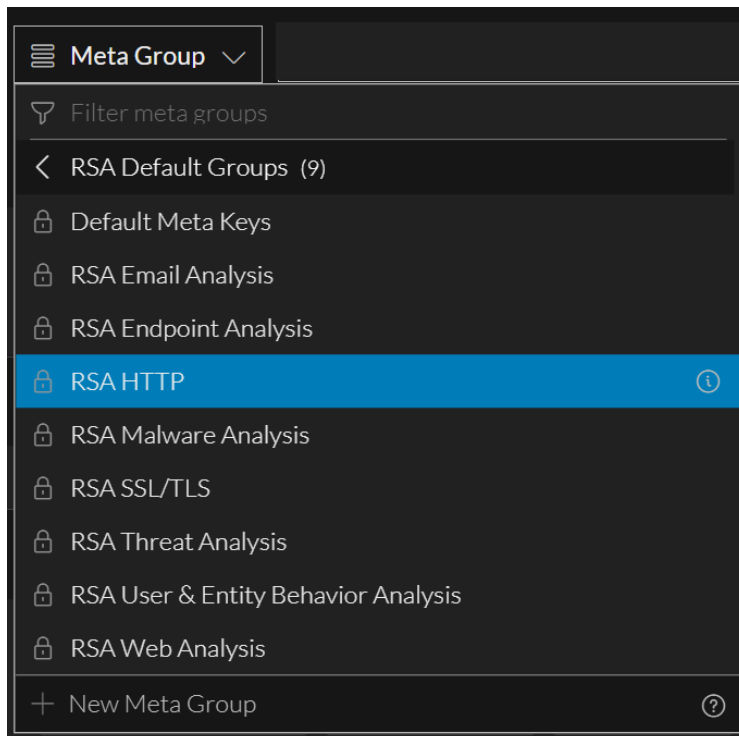 Meta Group
Filter meta groups
RSA Default Groups (9)
Default Meta Keys
RSA Email Analysis
RSA Endpoint Analysis
RSA HTTP
RSA Malware Analysis
RSA SSL/TLS
RSA Threat Analysis
RSA User & Entity Behavior Analysis
RSA Web Analysis
New Meta Group